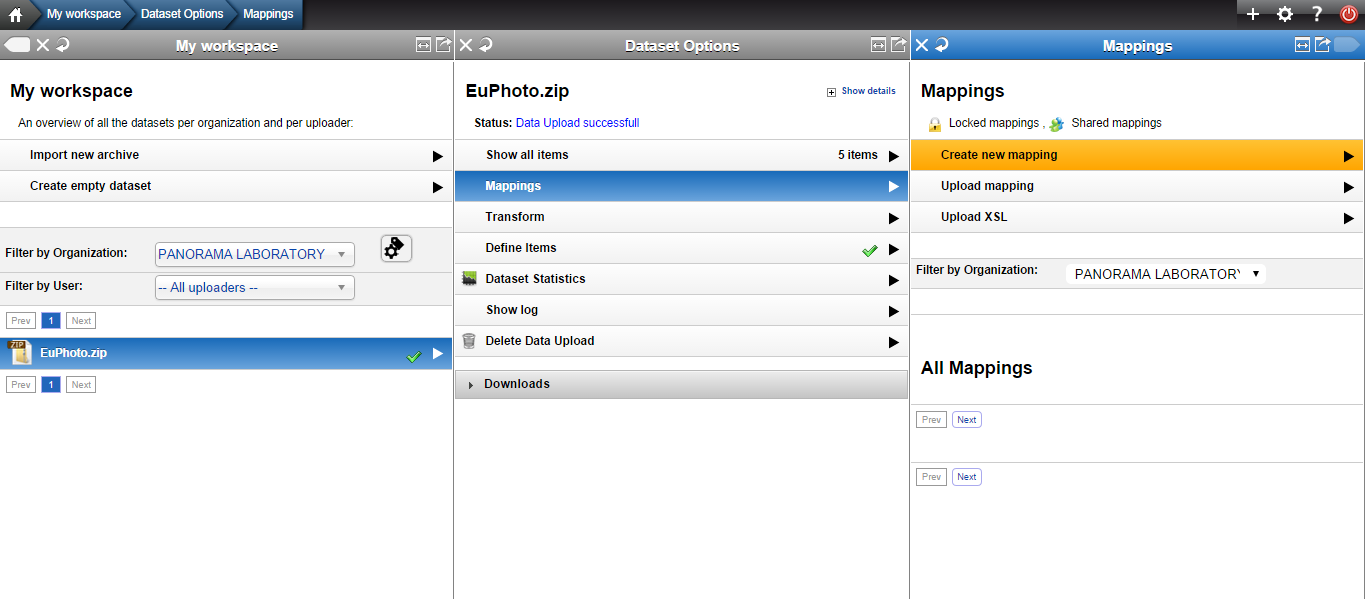 My workspace
Dataset Options
Mappings
?
My workspace
My workspace
An overview of all the datasets per organization and per uploader:
Import new archive
Create empty dataset
Filter by Organization: PANORAMA LABORATORY
Filter by User: -- All uploaders --
Prev 1 Next
ZIP EuPhoto.zip
Prev 1 Next
Dataset Options
EuPhoto.zip Show details
Status: Data Upload successfull
Show all items 5 items
Mappings
Transform
Define Items
Dataset Statistics
Show log
Delete Data Upload
Downloads
Mappings
Mappings
Locked mappings , Shared mappings
Create new mapping
Upload mapping
Upload XSL
Filter by Organization: PANORAMA LABORATORY
All Mappings
Prev Next
Prev Next